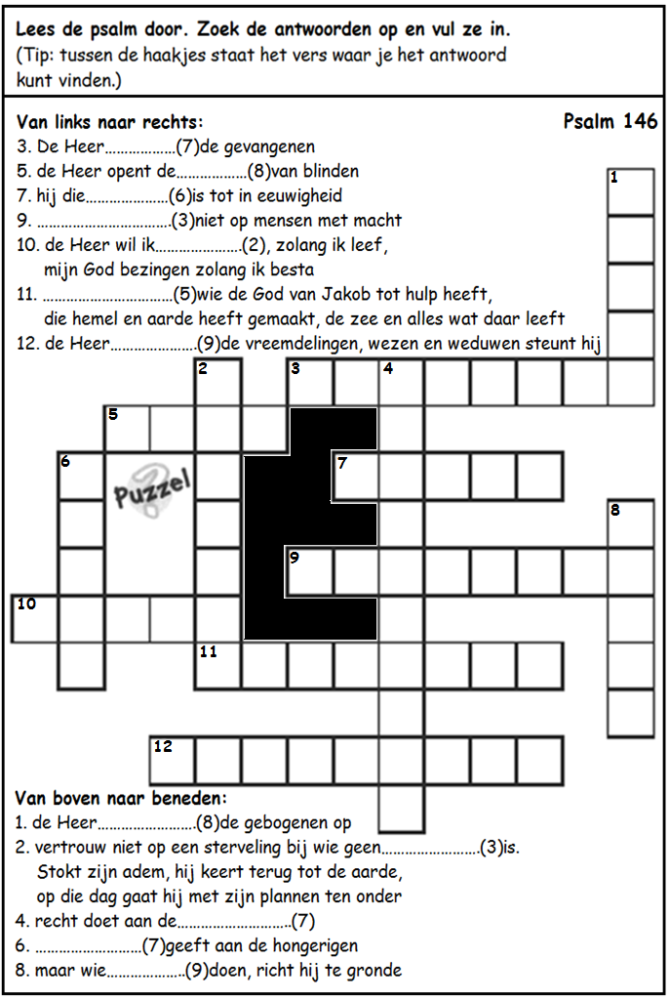 Lees de psalm door. Zoek de antwoorden op en vul ze in.
(Tip: tussen de haakjes staat het vers waar je het antwoord
kunt vinden.)
Van links naar rechts:
Psalm 146
3. De Heer………………(7)de gevangenen
5. de Heer opent de………………(8)van blinden
7. hij die…………………(6)is tot in eeuwigheid
9. ……………………………(3)niet op mensen met macht
10. de Heer wil ik…………………(2), zolang ik leef,
mijn God bezingen zolang ik besta
11. ……………………………(5)wie de God van Jakob tot hulp heeft,
die hemel en aarde heeft gemaakt, de zee en alles wat daar leeft
12. de Heer…………………(9)de vreemdelingen, wezen en weduwen steunt hij
1
2
3
4
5
6
Puzzel
?
7
8
9
10
11
12
Van boven naar beneden:
1. de Heer……………………(8)de gebogenen op
2. vertrouw niet op een sterveling bij wie geen……………………(3)is.
Stokt zijn adem, hij keert terug tot de aarde,
op die dag gaat hij met zijn plannen ten onder
4. recht doet aan de………………………..(7)
6. ………………………(7)geeft aan de hongerigen
8. maar wie………………..(9)doen, richt hij te gronde